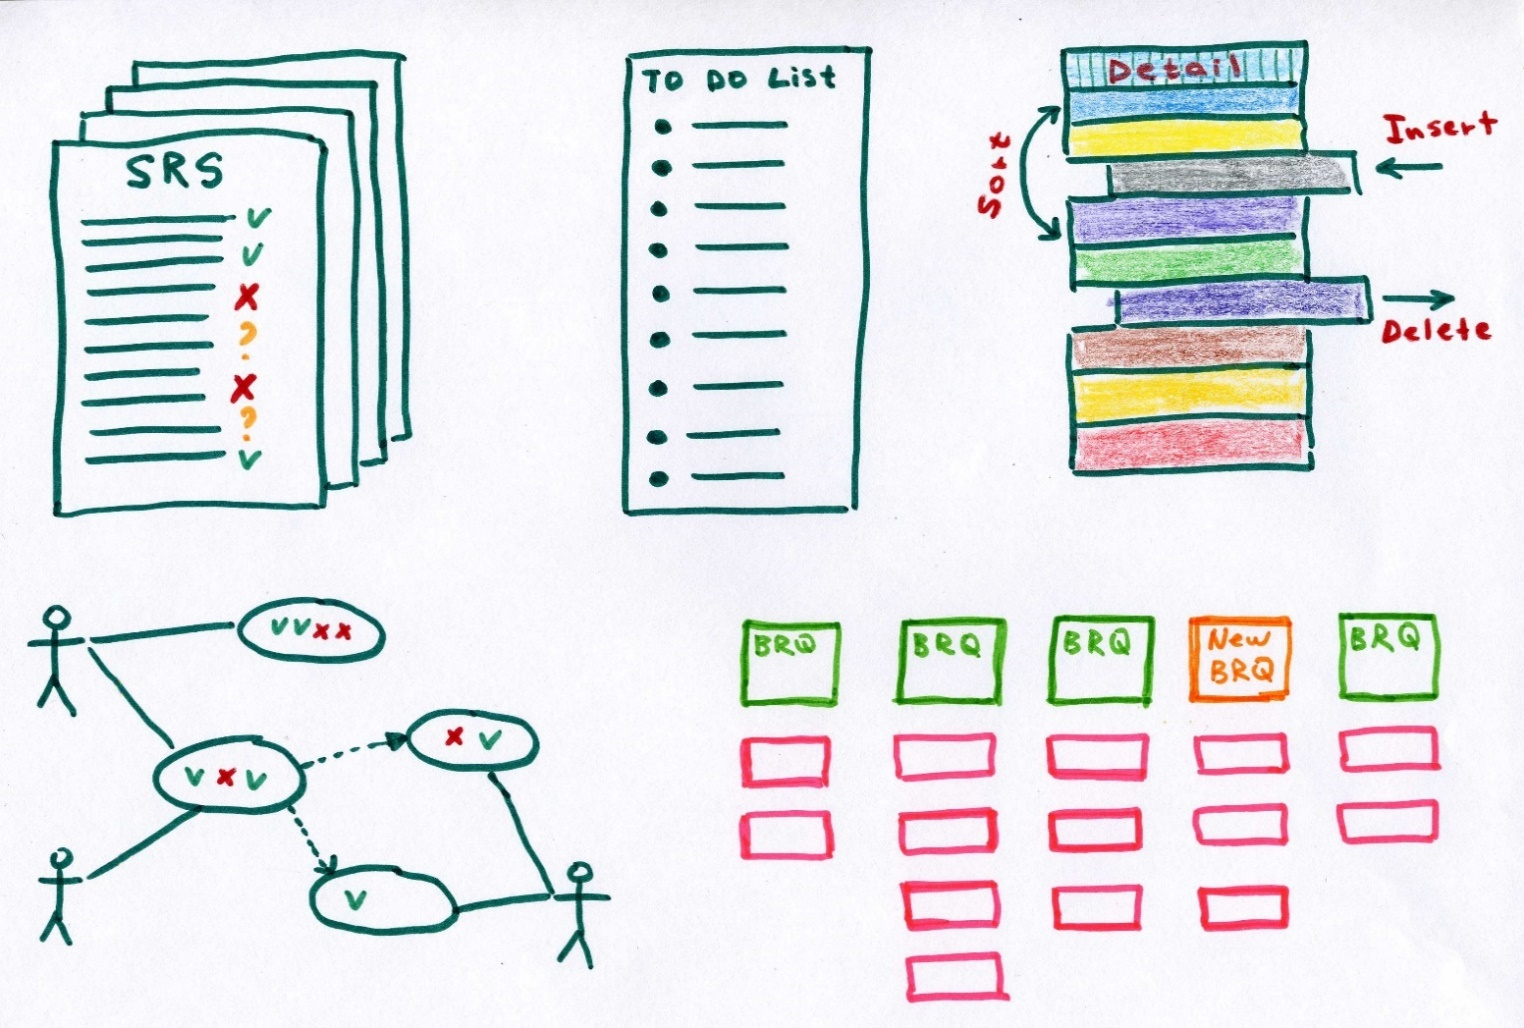 SRS
TO DO List
Detail
Sort
Insert
Delete
BRQ
BRQ
BRQ
New
BRQ
BRQ